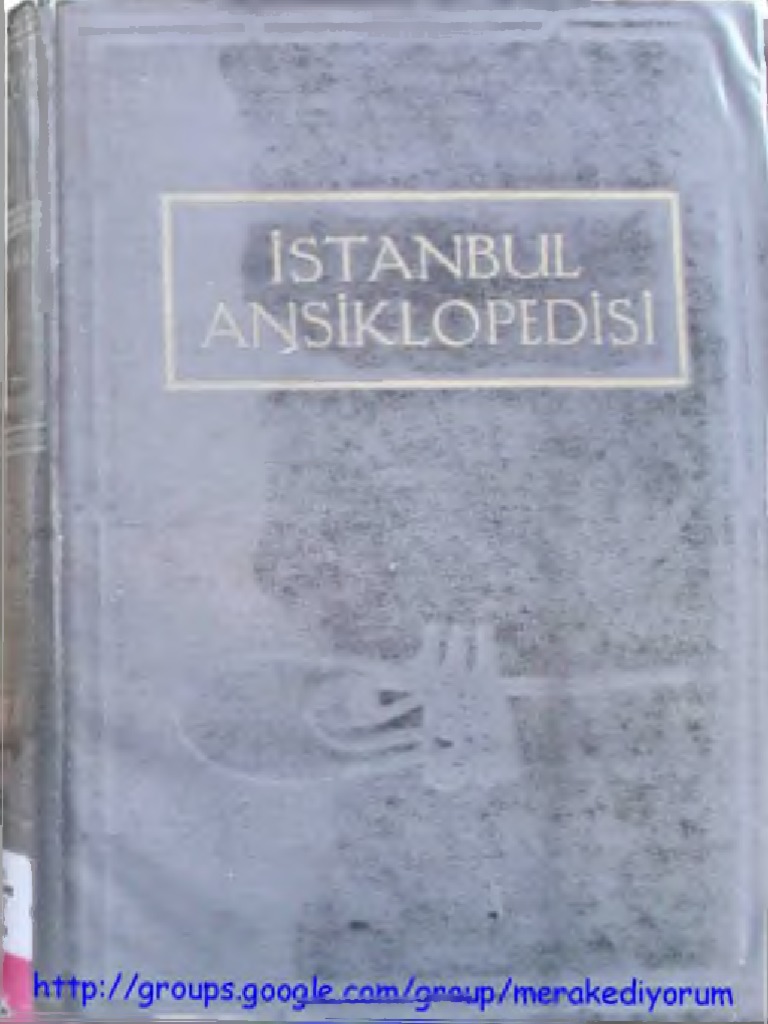 İSTANBUL
ANSİKLOPEDİSİ
http://groups.google.com/group/merakediyorum